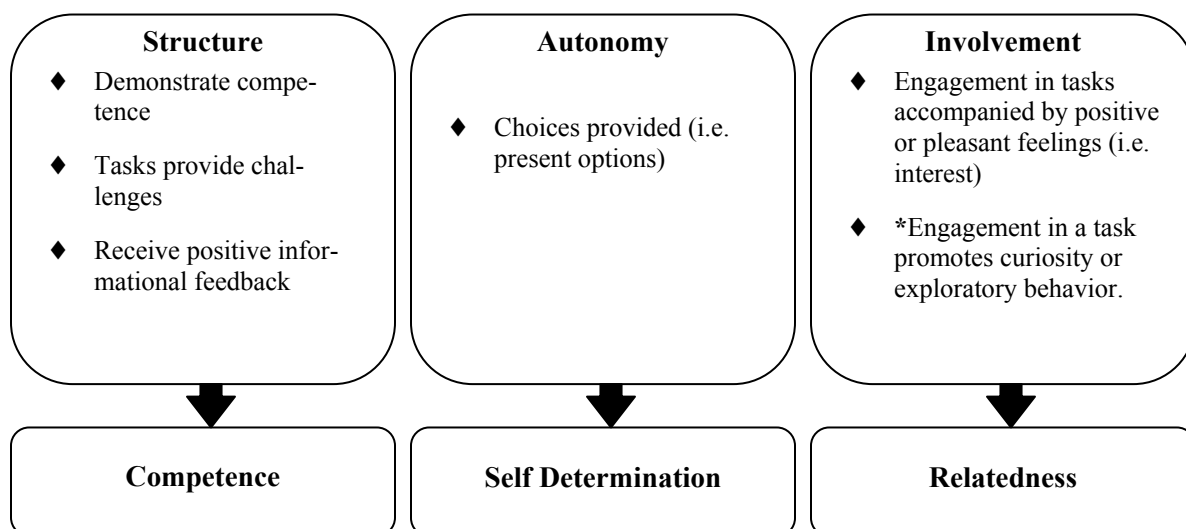 Structure
♦ Demonstrate compe-
tence
♦ Tasks provide chal-
lenges
♦ Receive positive infor-
mational feedback
Autonomy
♦ Choices provided (i.e.
present options)
Involvement
♦ Engagement in tasks
accompanied by positive
or pleasant feelings (i.e.
interest)
♦ *Engagement in a task
promotes curiosity or
exploratory behavior.
Competence
Self Determination
Relatedness